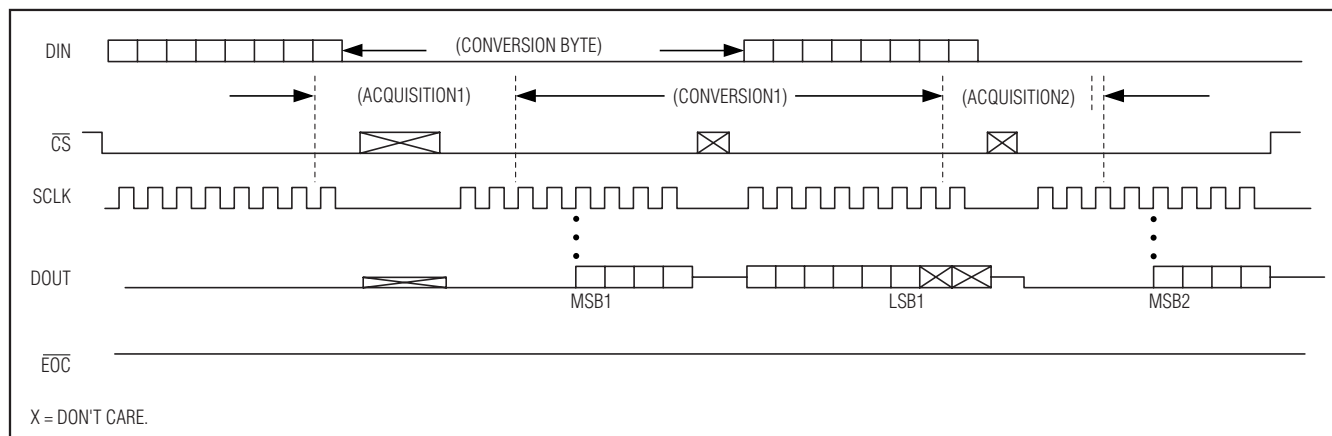 DIN
(CONVERSION BYTE)
(ACQUISITION1)
(CONVERSION1)
(ACQUISITION2)
CS
SCLK
DOUT
MSB1
LSB1
MSB2
EOC
X = DON'T CARE.